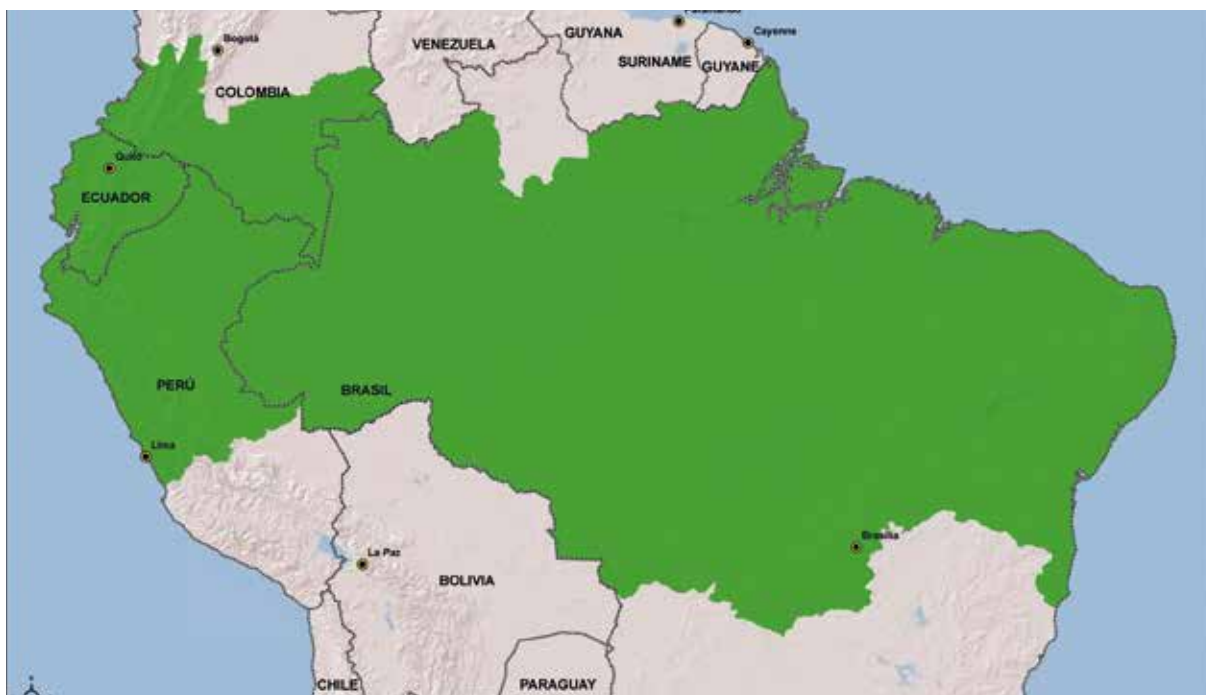 Bogotá
VENEZUELA
GUYANA
Cayenne
SURINAME
GUYANE
COLOMBIA
Quito
ECUADOR
PERÚ
BRASIL
Lima
Brasilia
La Paz
BOLIVIA
CHILE
PARAGUAY